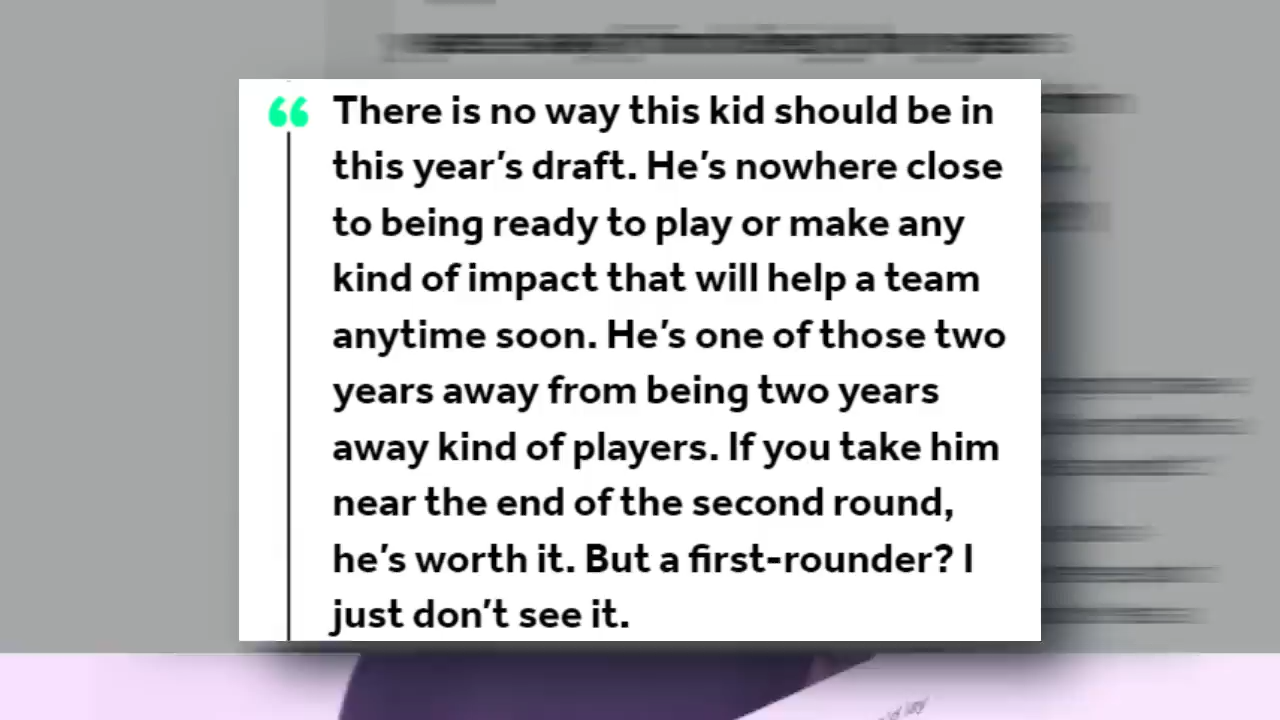 “ There is no way this kid should be in
this year’s draft. He’s nowhere close
to being ready to play or make any
kind of impact that will help a team
anytime soon. He’s one of those two
years away from being two years
away kind of players. If you take him
near the end of the second round,
he’s worth it. But a first-rounder? I
just don’t see it.